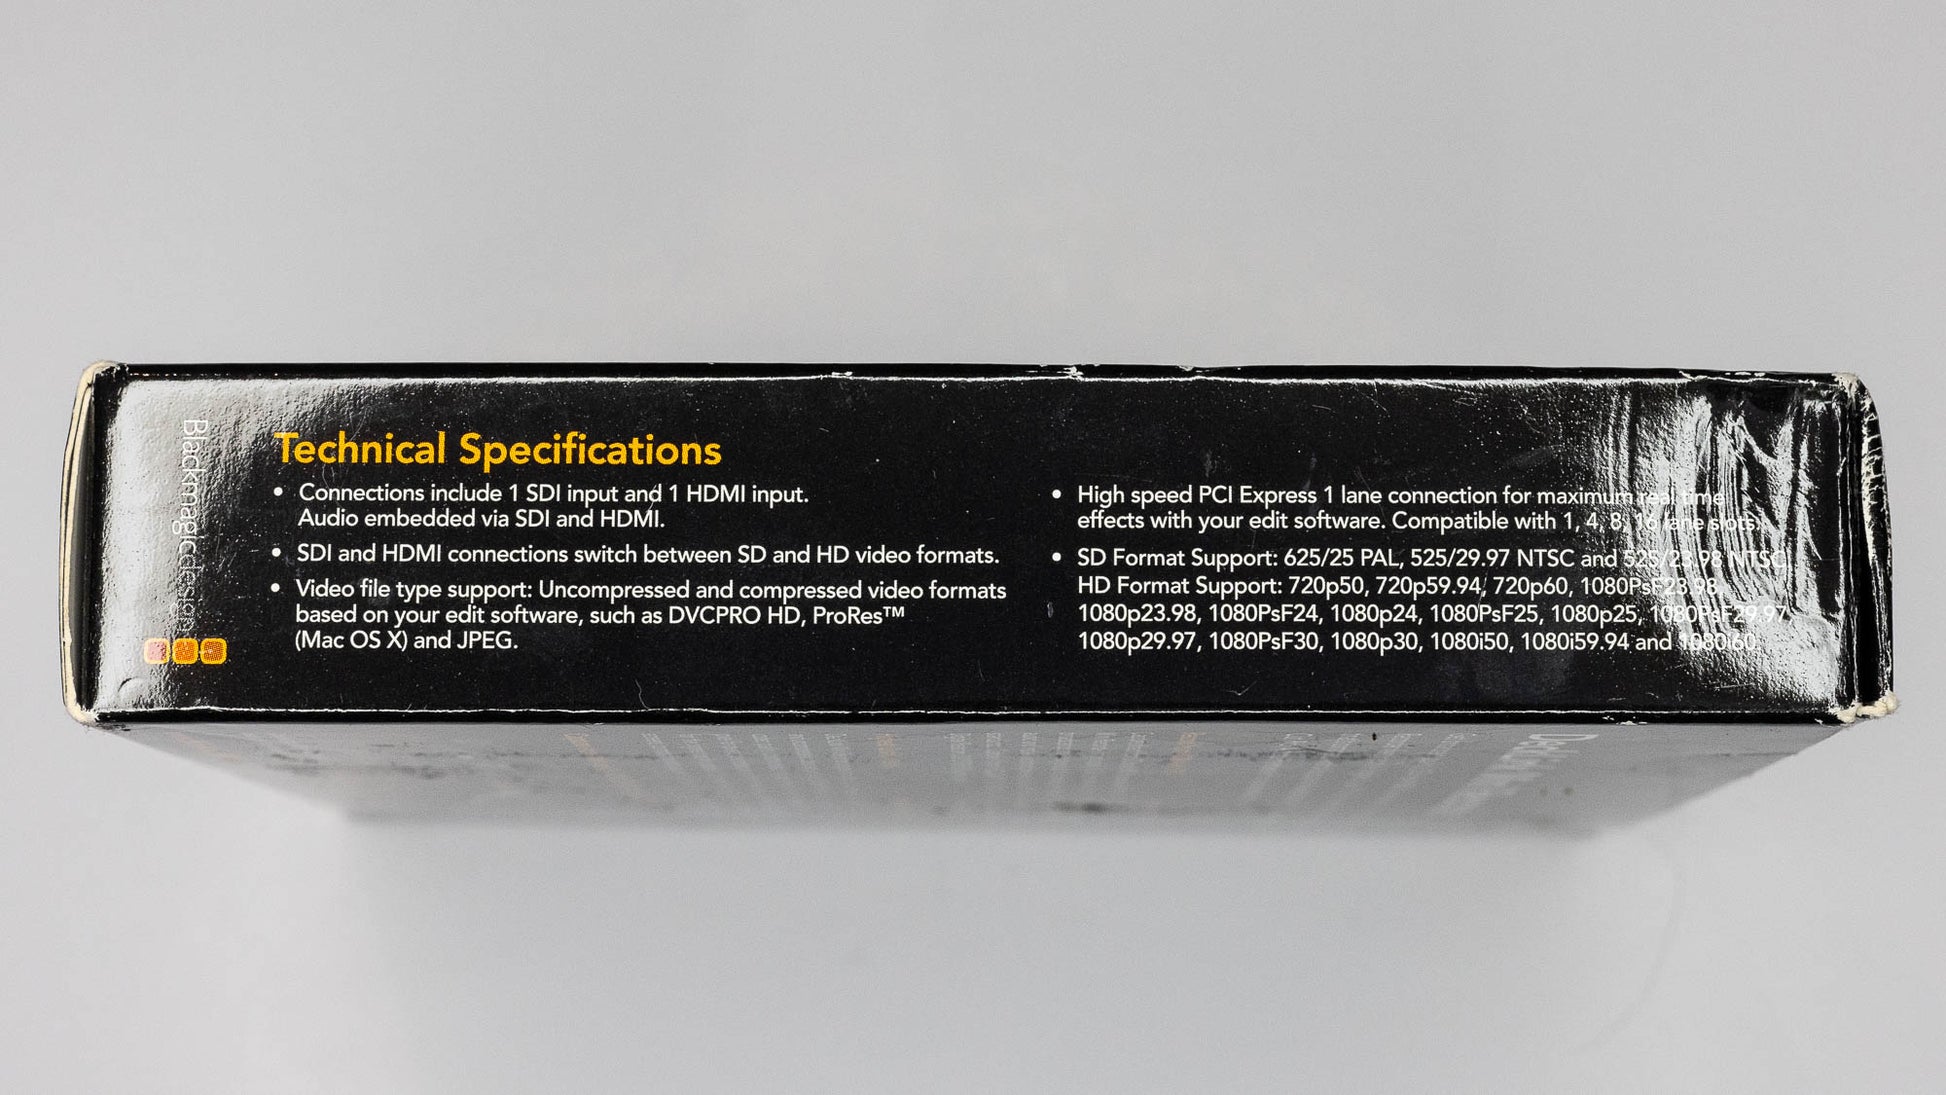 Blackmagicdesign
Technical Specifications
• Connections include 1 SDI input and 1 HDMI input.
Audio embedded via SDI and HDMI.
• SDI and HDMI connections switch between SD and HD video formats.
• Video file type support: Uncompressed and compressed video formats
based on your edit software, such as DVCPRO HD, ProRes™
(Mac OS X) and JPEG.
• High speed PCI Express 1 lane connection for maximum real time
effects with your edit software. Compatible with 1, 4, 8, 16 lane slots.
• SD Format Support: 625/25 PAL, 525/29.97 NTSC and 525/23.98 NTSC.
HD Format Support: 720p50, 720p59.94, 720p60, 1080PsF23.98,
1080p23.98, 1080PsF24, 1080p24, 1080PsF25, 1080p25, 1080PsF29.97,
1080p29.97, 1080PsF30, 1080p30, 1080i50, 1080i59.94 and 1080i60.